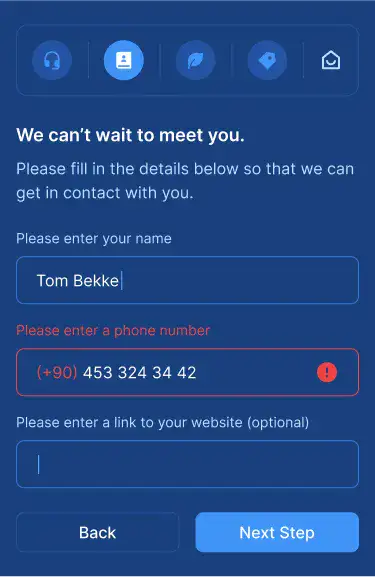 We can’t wait to meet you.
Please fill in the details below so that we can
get in contact with you.
Please enter your name
Tom Bekke
Please enter a phone number
(+90) 453 324 34 42
Please enter a link to your website (optional)
Back
Next Step